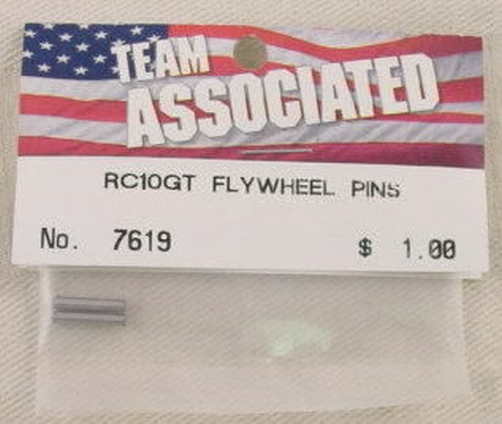 TEAM
ASSOCIATED
RC10GT FLYWHEEL PINS
No. 7619 $ 1.00